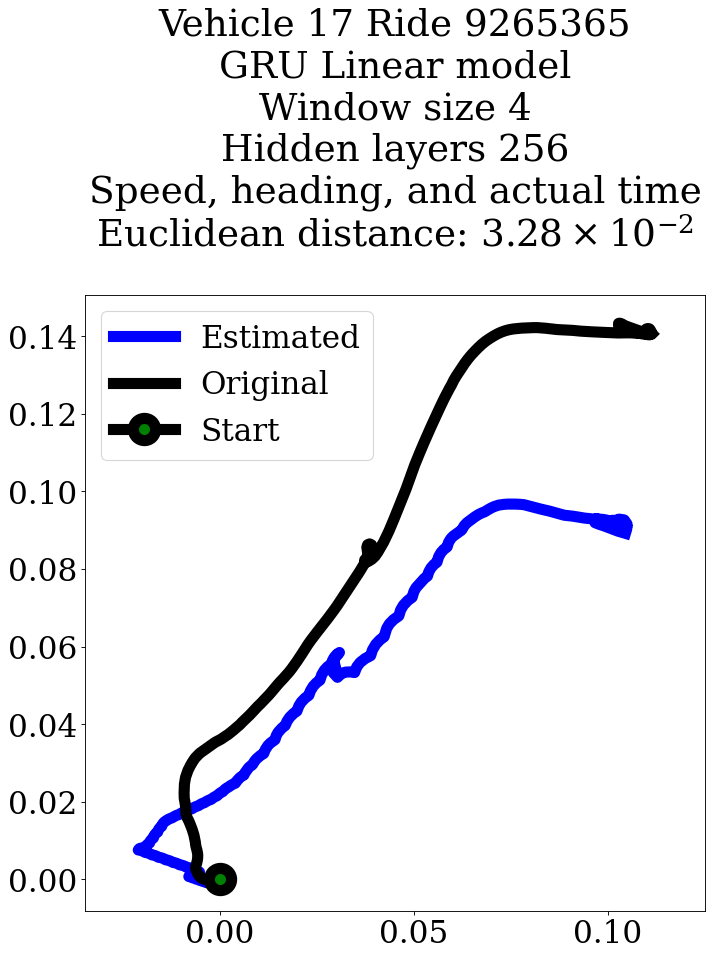 Vehicle 17 Ride 9265365
GRU Linear model
Window size 4
Hidden layers 256
Speed, heading, and actual time
Euclidean distance: 3.28 × 10⁻²
Estimated
Original
Start
0.14
0.12
0.10
0.08
0.06
0.04
0.02
0.00
0.00 0.05 0.10